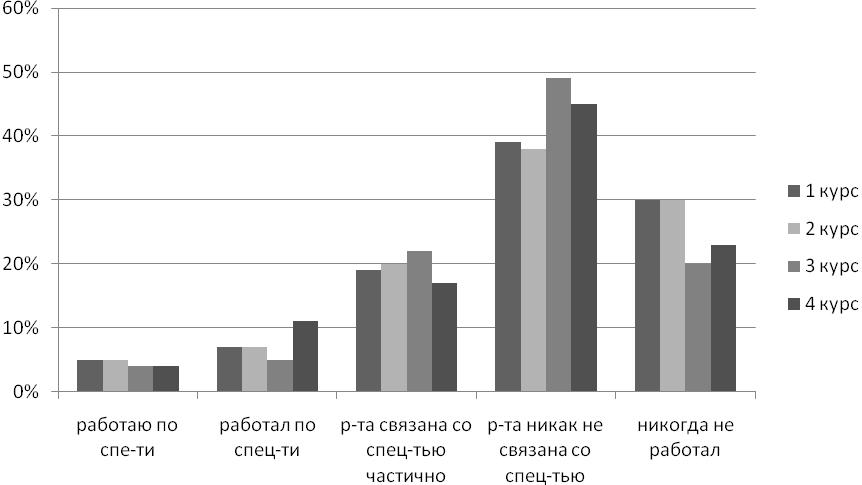 60%
50%
40%
30%
20%
10%
0%
работаю по
спе-ти
работал по
спец-ти
р-та связана со
спец-тью
частично
р-та никак не
связана со
спец-тью
никогда не
работал
1 курс
2 курс
3 курс
4 курс